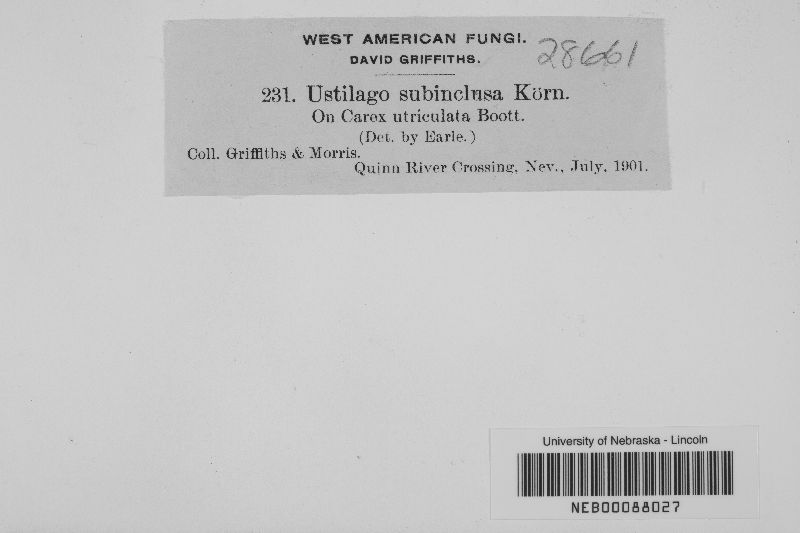 WEST AMERICAN FUNGI.
28661
DAVID GRIFFITHS.
231. Ustilago subinclusa Körn.
On Carex utriculata Boott.
(Det. by Earle.)
Coll. Griffiths & Morris.
Quinn River Crossing, Nev., July, 1901.
University of Nebraska - Lincoln
NEB00088027